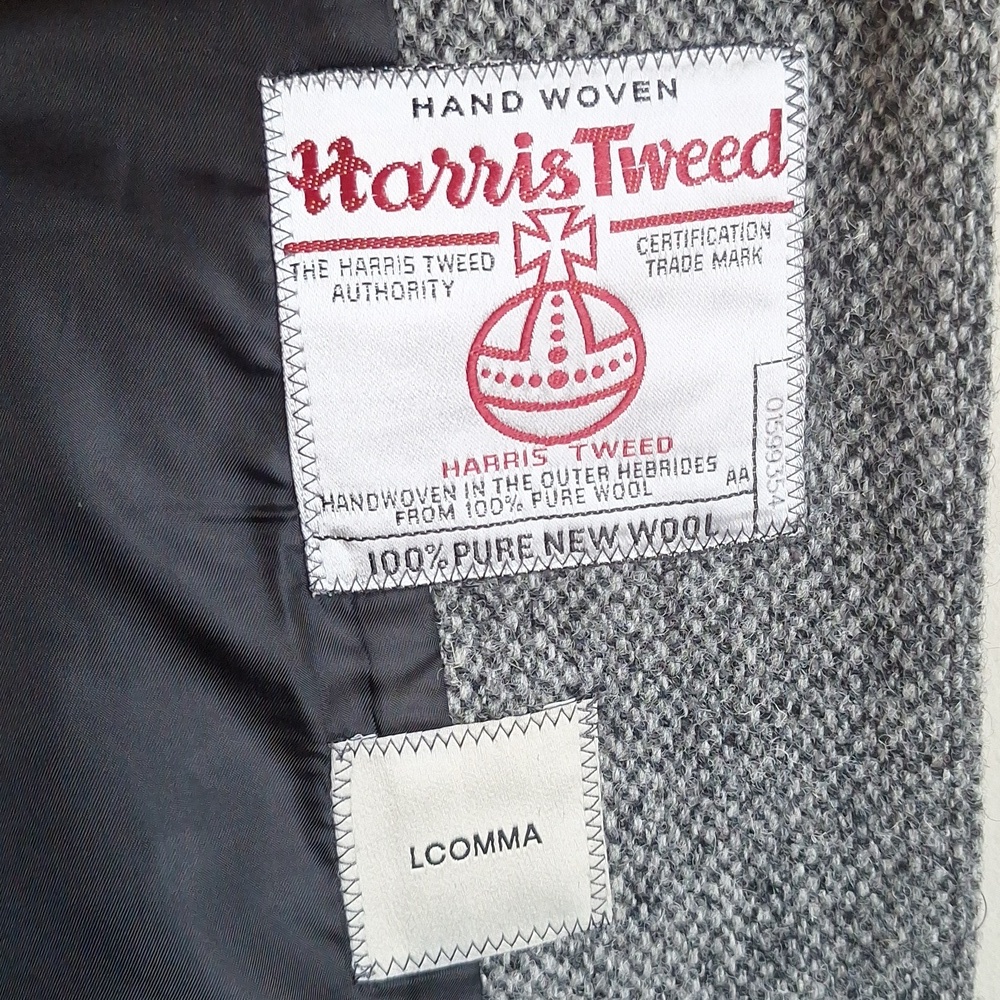 HAND WOVEN
Harris Tweed
THE HARRIS TWEED
AUTHORITY
CERTIFICATION
TRADE MARK
HARRIS TWEED
HANDWOVEN IN THE OUTER HEBRIDES
FROM 100% PURE WOOL
AA
01599354
100% PURE NEW WOOL
LCOMMA